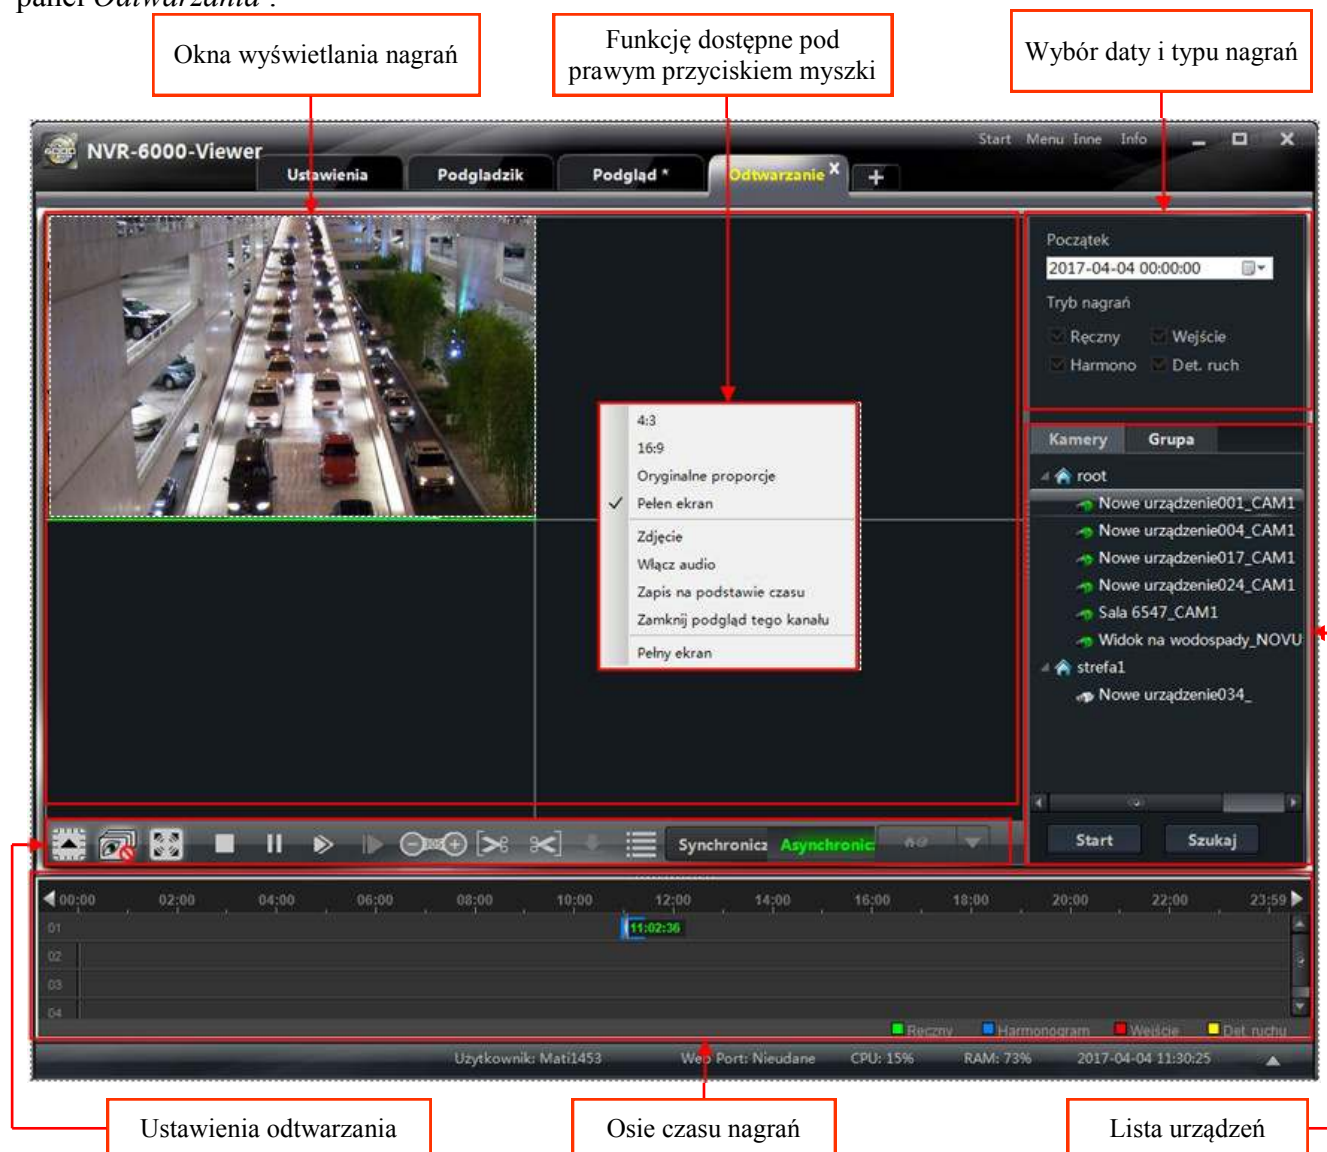 panel Odtwarzania .
Okna wyświetlania nagrań
Funkcję dostępne pod
prawym przyciskiem myszki
Wybór daty i typu nagrań
NVR-6000-Viewer
Start Menu Inne Info
Ustawienia Podgladzik Podgląd * Odtwarzanie X +
Początek
2017-04-04 00:00:00
Tryb nagrań
Ręczny Wejście
Harmono Det. ruch
4:3
16:9
Oryginalne proporcje
Pełen ekran
Zdjęcie
Włącz audio
Zapis na podstawie czasu
Zamknij podgląd tego kanału
Pełny ekran
Kamery Grupa
root
Nowe urządzenie001_CAM1
Nowe urządzenie004_CAM1
Nowe urządzenie017_CAM1
Nowe urządzenie024_CAM1
Sala 6547_CAM1
Widok na wodospady_NOVU
strefa1
Nowe urządzenie034_
Start Szukaj
Synchronicz Asynchronic
00:00 02:00 04:00 06:00 08:00 10:00 12:00 14:00 16:00 18:00 20:00 22:00 23:59
01 11:02:36
02
03
04
Ręczny Harmonogram Wejście Det. ruchu
Użytkownik: Mati1453 Web Port: Nieudane CPU: 15% RAM: 73% 2017-04-04 11:30:25
Ustawienia odtwarzania
Osie czasu nagrań
Lista urządzeń